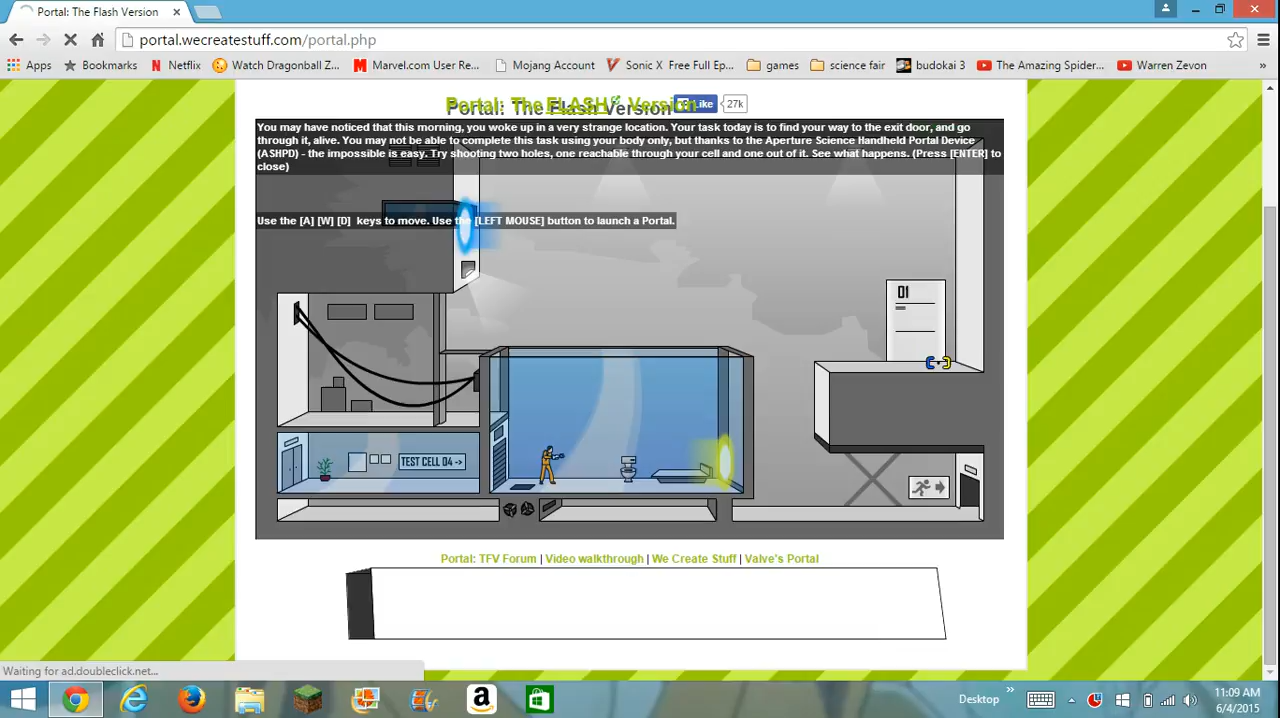 Portal: The Flash Version
portal.wecreatestuff.com/portal.php
Apps Bookmarks Netflix Watch Dragonball Z... Marvel.com User Re... Mojang Account Sonic X Free Full Ep... games science fair budokai 3 The Amazing Spider... Warren Zevon »
Portal: The FLASH Version
Portal: The Flash Version
Like 27k
You may have noticed that this morning, you woke up in a very strange location. Your task today is to find your way to the exit door, and go
through it, alive. You may not be able to complete this task using your body only, but thanks to the Aperture Science Handheld Portal Device
(ASHPD) - the impossible is easy. Try shooting two holes, one reachable through your cell and one out of it. See what happens. (Press [ENTER] to
close)
Use the [A] [W] [D] keys to move. Use the [LEFT MOUSE] button to launch a Portal.
01
TEST CELL 04 ->
Portal: TFV Forum | Video walkthrough | We Create Stuff | Valve's Portal
Waiting for ad.doubleclick.net...
Desktop »
11:09 AM
6/4/2015